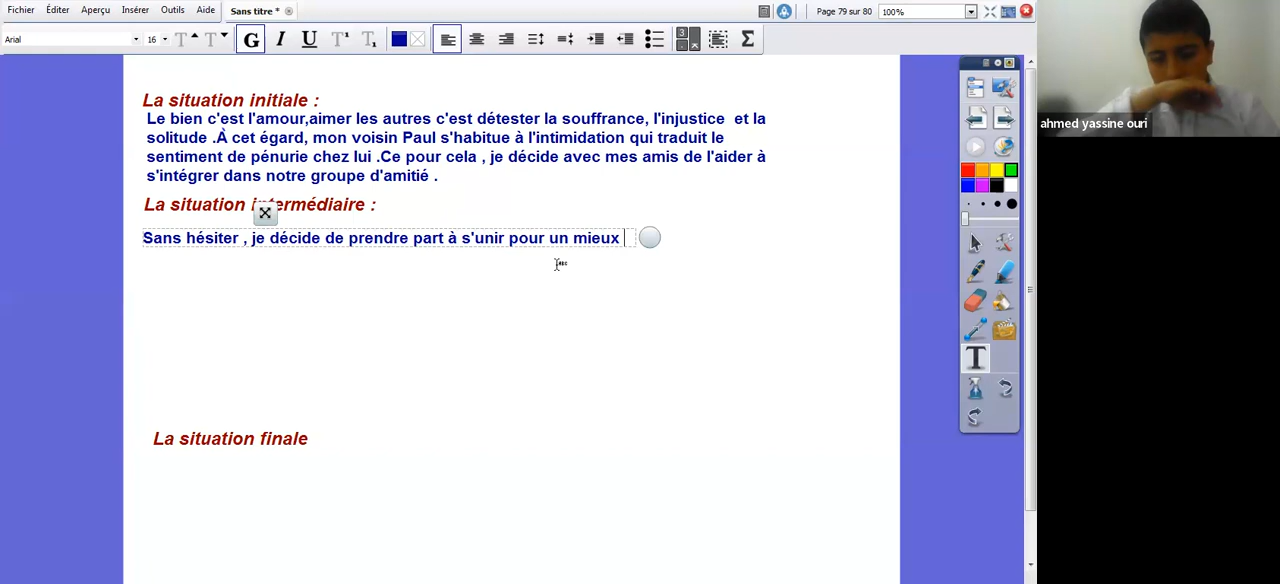 Fichier Éditer Aperçu Insérer Outils Aide Sans titre * Page 79 sur 80 100%
Arial 16 G I U T¹ T₁ Σ
La situation initiale :
Le bien c'est l'amour,aimer les autres c'est détester la souffrance, l'injustice et la
solitude .À cet égard, mon voisin Paul s'habitue à l'intimidation qui traduit le
sentiment de pénurie chez lui .Ce pour cela , je décide avec mes amis de l'aider à
s'intégrer dans notre groupe d'amitié .
La situation intermédiaire :
Sans hésiter , je décide de prendre part à s'unir pour un mieux
La situation finale
T
ahmed yassine ouri